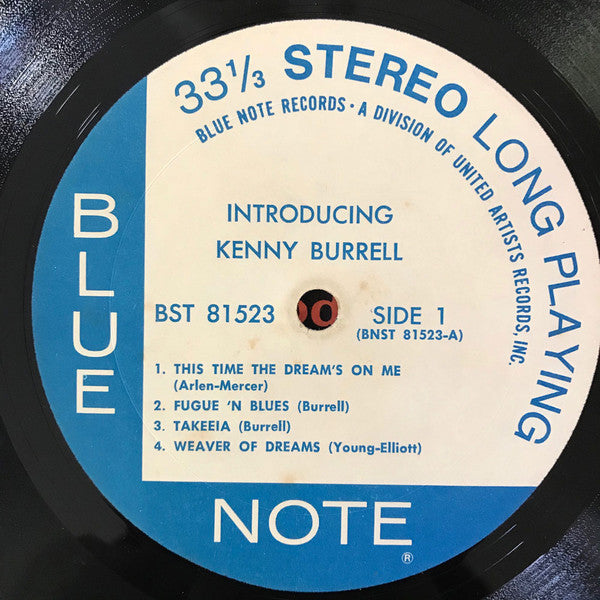 33⅓ STEREO LONG PLAYING
BLUE NOTE RECORDS · A DIVISION OF UNITED ARTISTS RECORDS, INC.
INTRODUCING
KENNY BURRELL
BST 81523
SIDE 1
(BNST 81523-A)
1. THIS TIME THE DREAM'S ON ME
(Arlen-Mercer)
2. FUGUE 'N BLUES (Burrell)
3. TAKEEIA (Burrell)
4. WEAVER OF DREAMS (Young-Elliott)
BLUE
NOTE
®